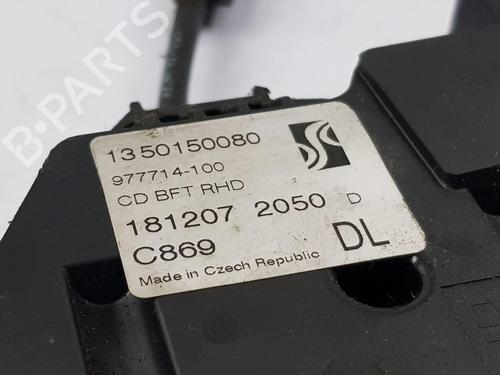 B-PARTS
1350150080
977714-100
CD BFT RHD
181207 2050 D
C869 DL
Made in Czech Republic